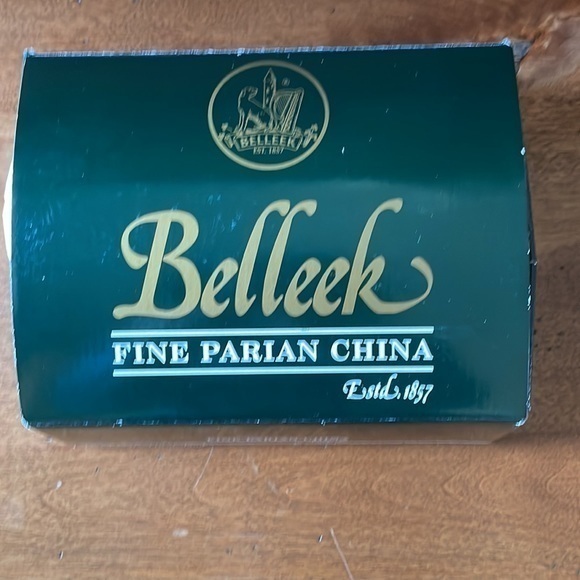 BELLEEK
EST. 1857
Belleek
FINE PARIAN CHINA
Estd. 1857